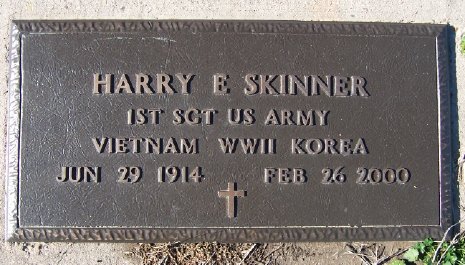 HARRY E SKINNER
1ST SGT US ARMY
VIETNAM WWII KOREA
JUN 29 1914 FEB 26 2000